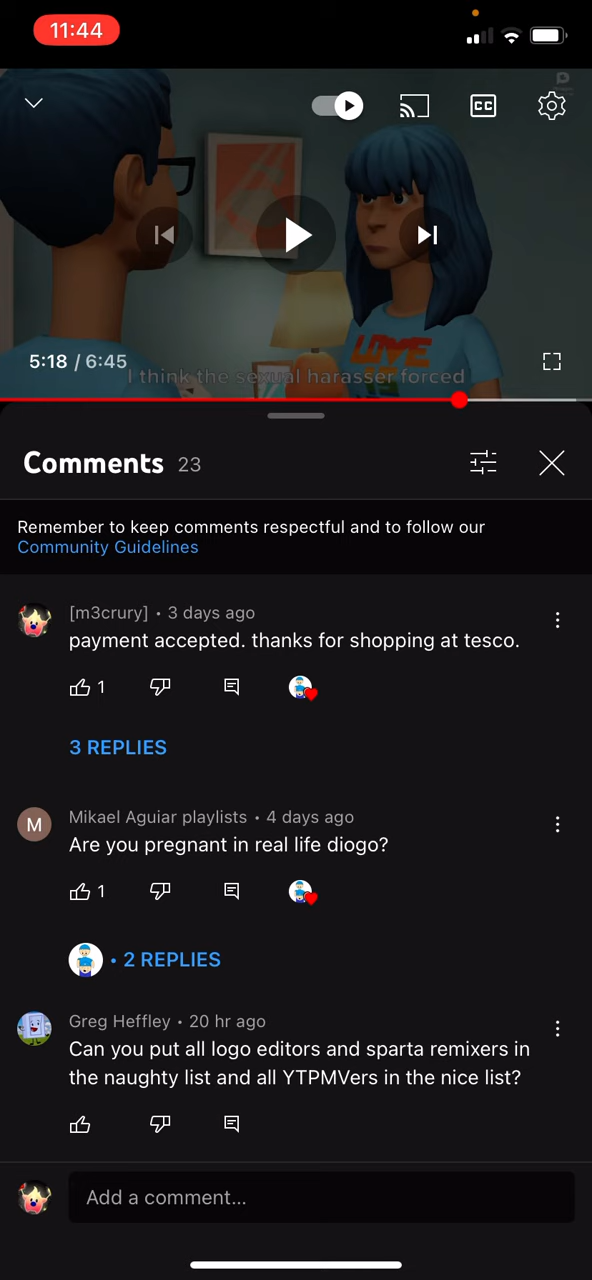 11:44
CC
5:18 / 6:45
LOVE
IS
I think the sexual harasser forced
Comments 23
Remember to keep comments respectful and to follow our
Community Guidelines
[m3crury] • 3 days ago
payment accepted. thanks for shopping at tesco.
1
3 REPLIES
M
Mikael Aguiar playlists • 4 days ago
Are you pregnant in real life diogo?
1
• 2 REPLIES
Greg Heffley • 20 hr ago
Can you put all logo editors and sparta remixers in
the naughty list and all YTPMVers in the nice list?
Add a comment...